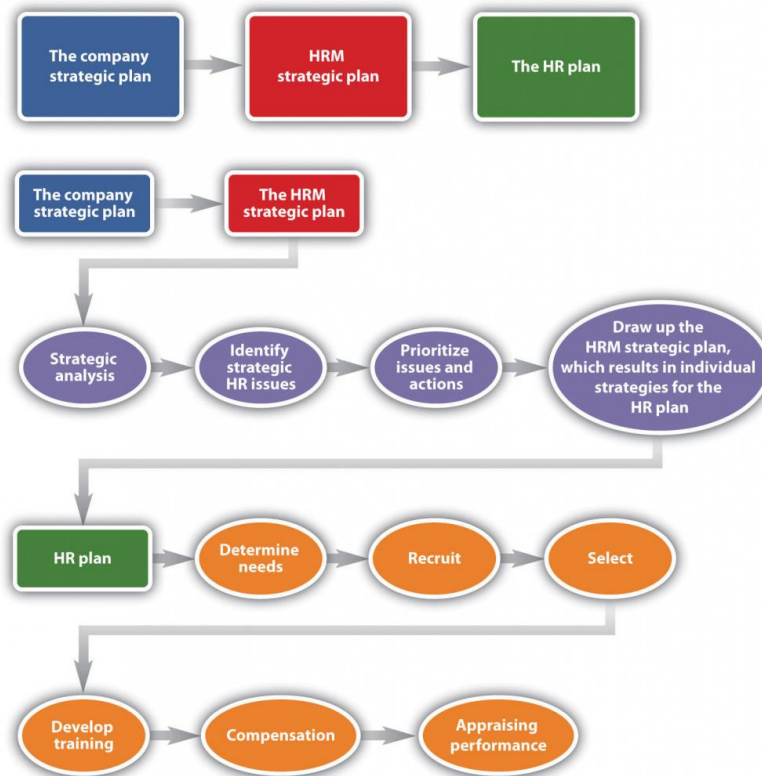 The company
strategic plan
HRM
strategic plan
The HR plan
The company
strategic plan
The HRM
strategic plan
Strategic
analysis
Identify
strategic
HR issues
Prioritize
issues and
actions
Draw up the
HRM strategic plan,
which results in individual
strategies for the
HR plan
HR plan
Determine
needs
Recruit
Select
Develop
training
Compensation
Appraising
performance